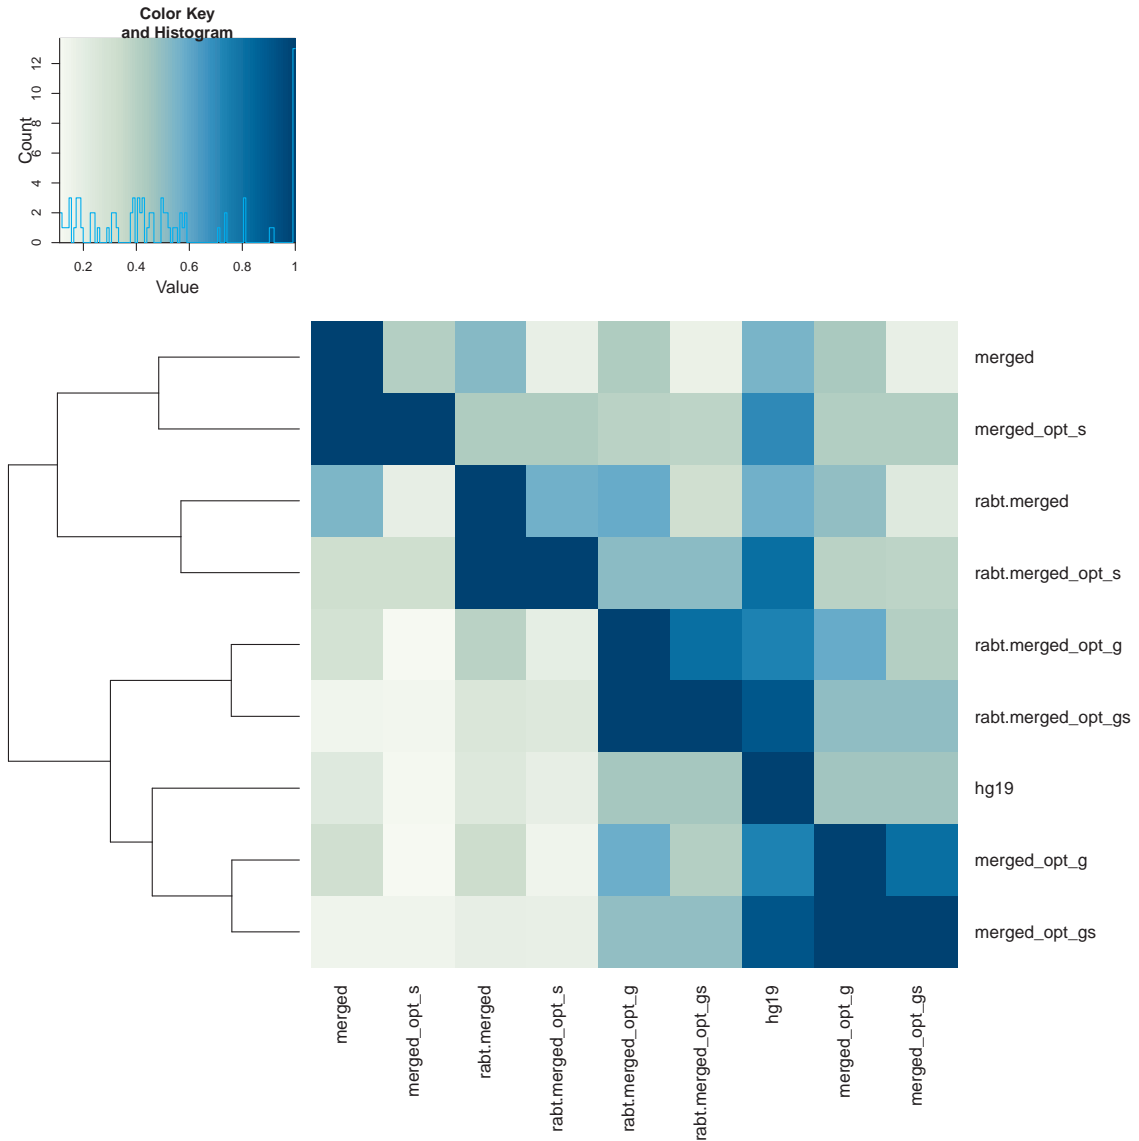 Color Key
and Histogram
Count
0
2
4
6
8
10
12
0.2
0.4
0.6
0.8
1
Value
merged
merged_opt_s
rabt.merged
rabt.merged_opt_s
rabt.merged_opt_g
rabt.merged_opt_gs
hg19
merged_opt_g
merged_opt_gs
merged
merged_opt_s
rabt.merged
rabt.merged_opt_s
rabt.merged_opt_g
rabt.merged_opt_gs
hg19
merged_opt_g
merged_opt_gs